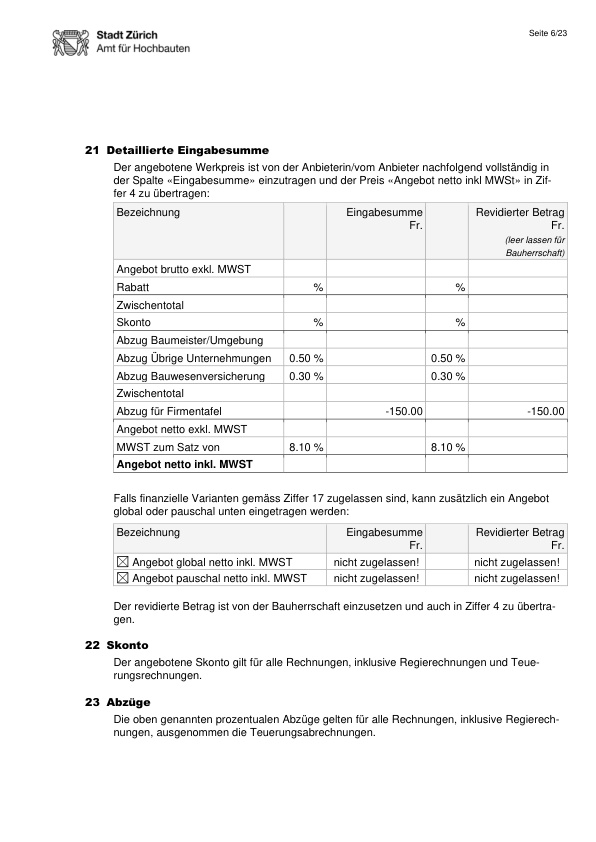 Stadt Zürich
Amt für Hochbauten
Seite 6/23
21 Detaillierte Eingabesumme
Der angebotene Werkpreis ist von der Anbieterin/vom Anbieter nachfolgend vollständig in
der Spalte «Eingabesumme» einzutragen und der Preis «Angebot netto inkl MWSt» in Zif-
fer 4 zu übertragen:
Bezeichnung Eingabesumme Revidierter Betrag
Fr. Fr.
(leer lassen für
Bauherrschaft)
Angebot brutto exkl. MWST
Rabatt % %
Zwischentotal
Skonto % %
Abzug Baumeister/Umgebung
Abzug Übrige Unternehmungen 0.50 % 0.50 %
Abzug Bauwesenversicherung 0.30 % 0.30 %
Zwischentotal
Abzug für Firmentafel -150.00 -150.00
Angebot netto exkl. MWST
MWST zum Satz von 8.10 % 8.10 %
Angebot netto inkl. MWST
Falls finanzielle Varianten gemäss Ziffer 17 zugelassen sind, kann zusätzlich ein Angebot
global oder pauschal unten eingetragen werden:
Bezeichnung Eingabesumme Revidierter Betrag
Fr. Fr.
☒ Angebot global netto inkl. MWST nicht zugelassen! nicht zugelassen!
☒ Angebot pauschal netto inkl. MWST nicht zugelassen! nicht zugelassen!
Der revidierte Betrag ist von der Bauherrschaft einzusetzen und auch in Ziffer 4 zu übertra-
gen.
22 Skonto
Der angebotene Skonto gilt für alle Rechnungen, inklusive Regierechnungen und Teue-
rungsrechnungen.
23 Abzüge
Die oben genannten prozentualen Abzüge gelten für alle Rechnungen, inklusive Regierech-
nungen, ausgenommen die Teuerungsabrechnungen.